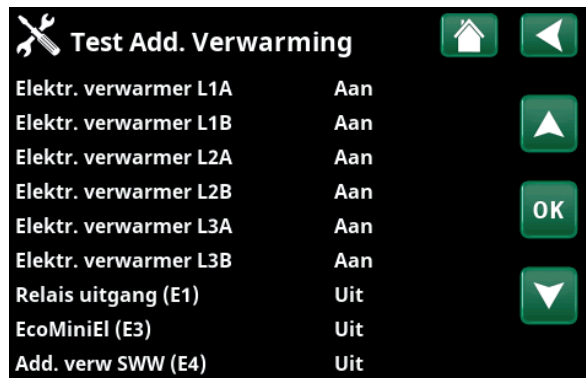 Test Add. Verwarming
Elektr. verwarmer L1A Aan
Elektr. verwarmer L1B Aan
Elektr. verwarmer L2A Aan
Elektr. verwarmer L2B Aan
Elektr. verwarmer L3A Aan
Elektr. verwarmer L3B Aan
Relais uitgang (E1) Uit
EcoMiniEl (E3) Uit
Add. verw SWW (E4) Uit
OK